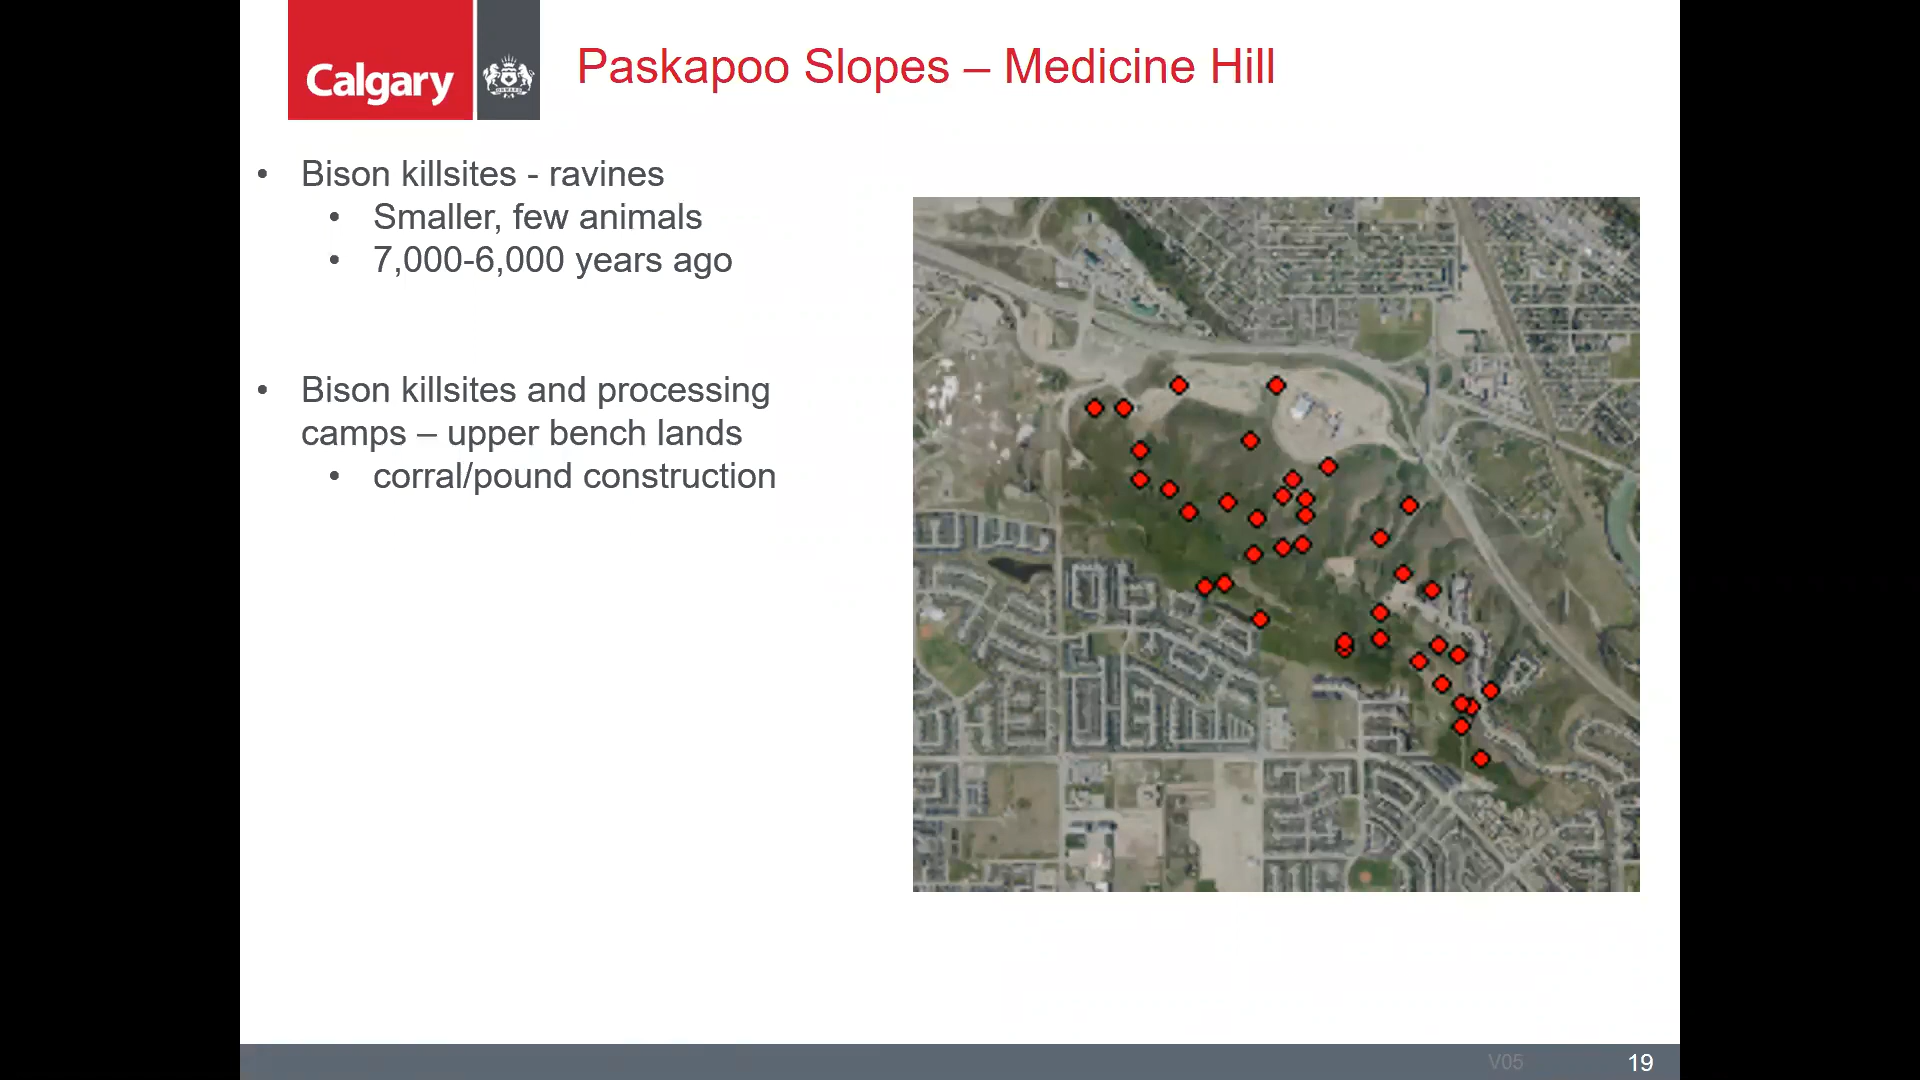 Calgary
ONWARD
Paskapoo Slopes – Medicine Hill
• Bison killsites - ravines
• Smaller, few animals
• 7,000-6,000 years ago
• Bison killsites and processing
camps – upper bench lands
• corral/pound construction
V05
19